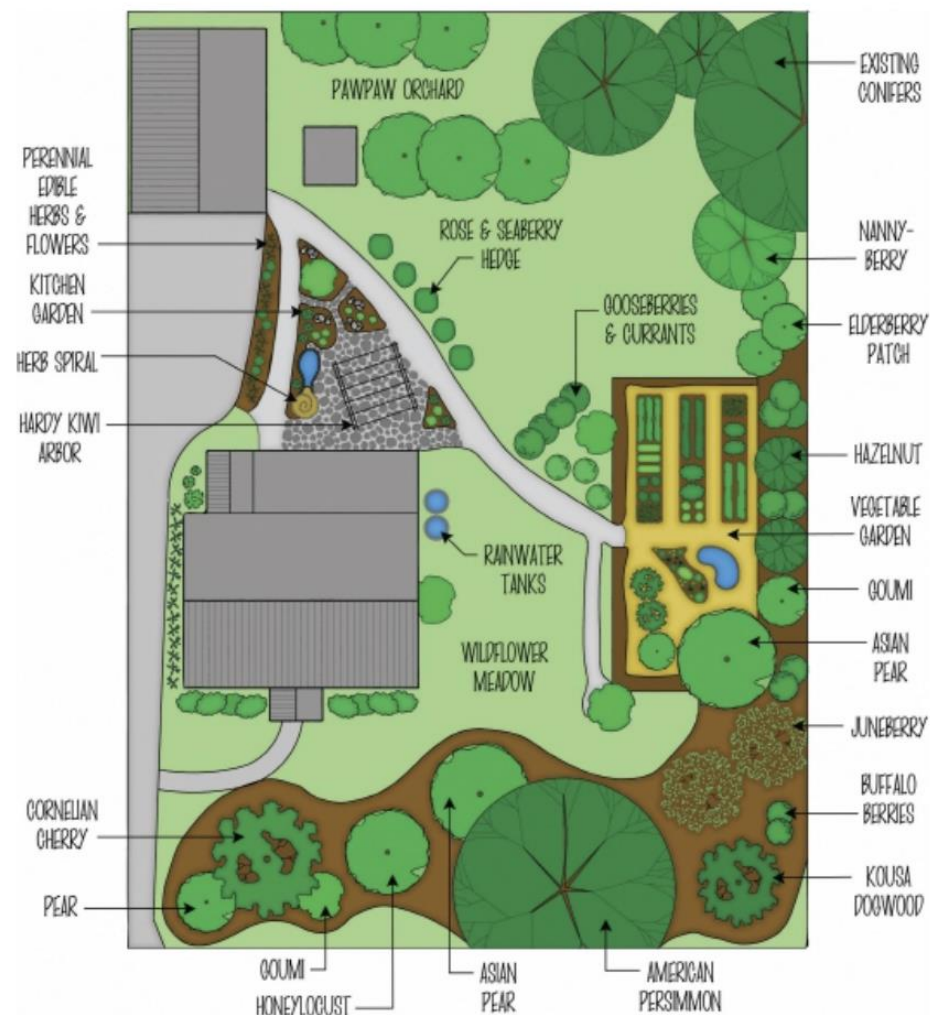 PAWPAW ORCHARD
EXISTING
CONIFERS
PERENNIAL
EDIBLE
HERBS &
FLOWERS
ROSE & SEABERRY
HEDGE
NANNY-
BERRY
KITCHEN
GARDEN
GOOSEBERRIES
& CURRANTS
ELDERBERRY
PATCH
HERB SPIRAL
HARDY KIWI
ARBOR
HAZELNUT
VEGETABLE
GARDEN
RAINWATER
TANKS
GOUMI
WILDFLOWER
MEADOW
ASIAN
PEAR
JUNEBERRY
BUFFALO
BERRIES
CORNELIAN
CHERRY
KOUSA
DOGWOOD
PEAR
GOUMI
HONEYLOCUST
ASIAN
PEAR
AMERICAN
PERSIMMON